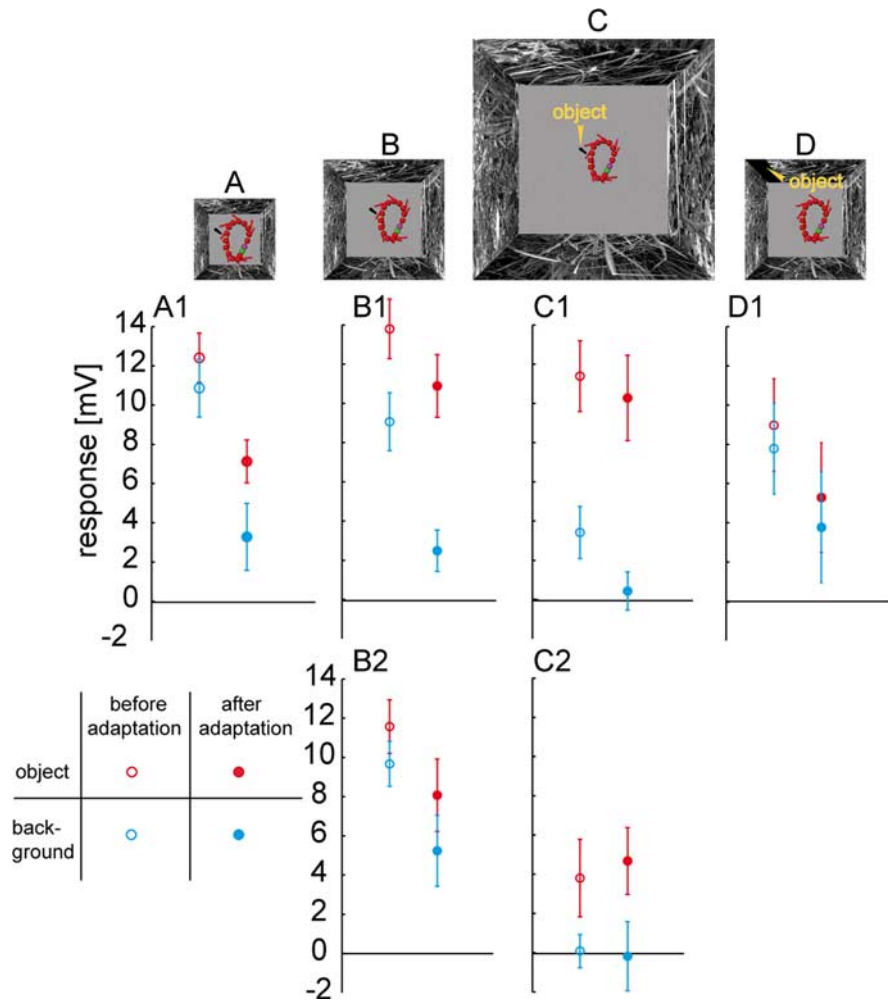 C
object
B
A
D
object
A1
B1
C1
D1
14
12
10
8
6
4
2
0
-2
response [mV]
B2
C2
14
12
10
8
6
4
2
0
-2
before adaptation
after adaptation
object
back-
ground